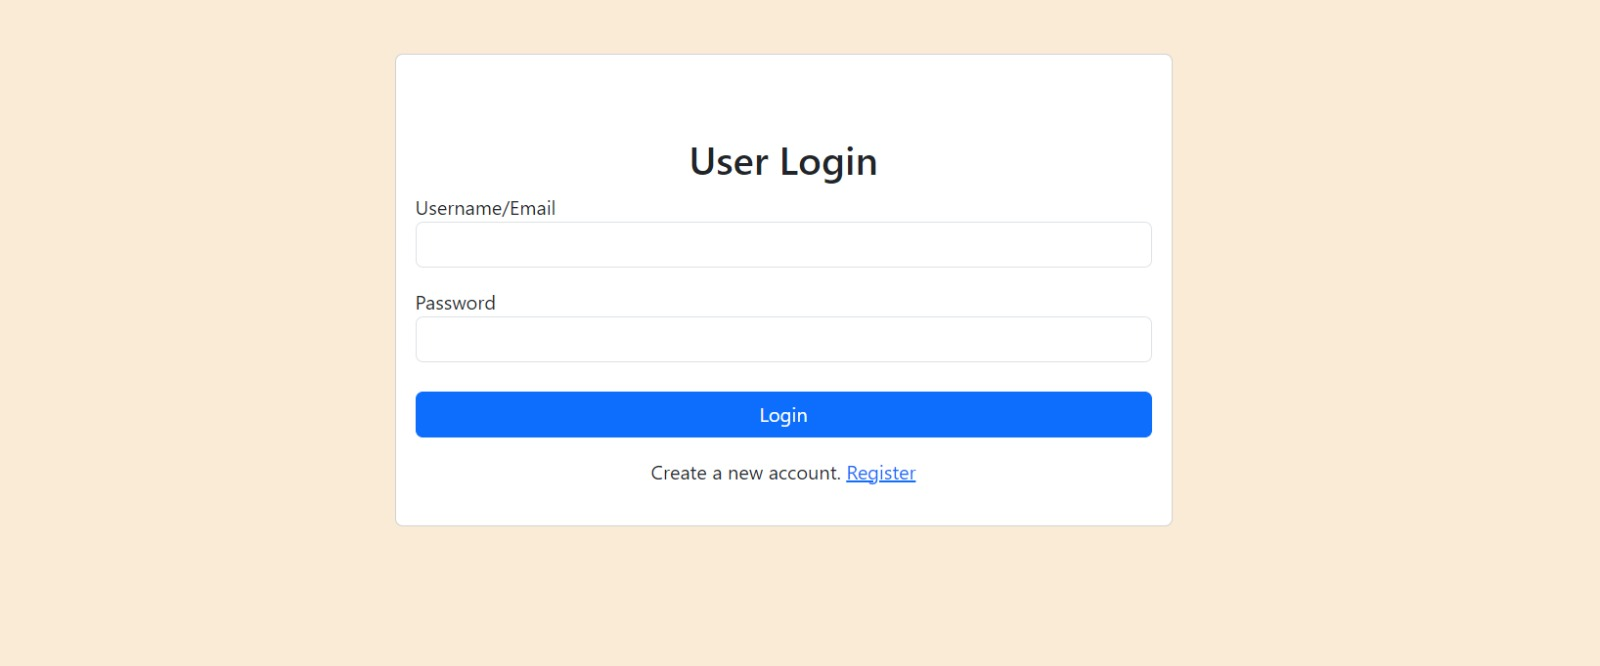 User Login
Username/Email
Password
Login
Create a new account. Register